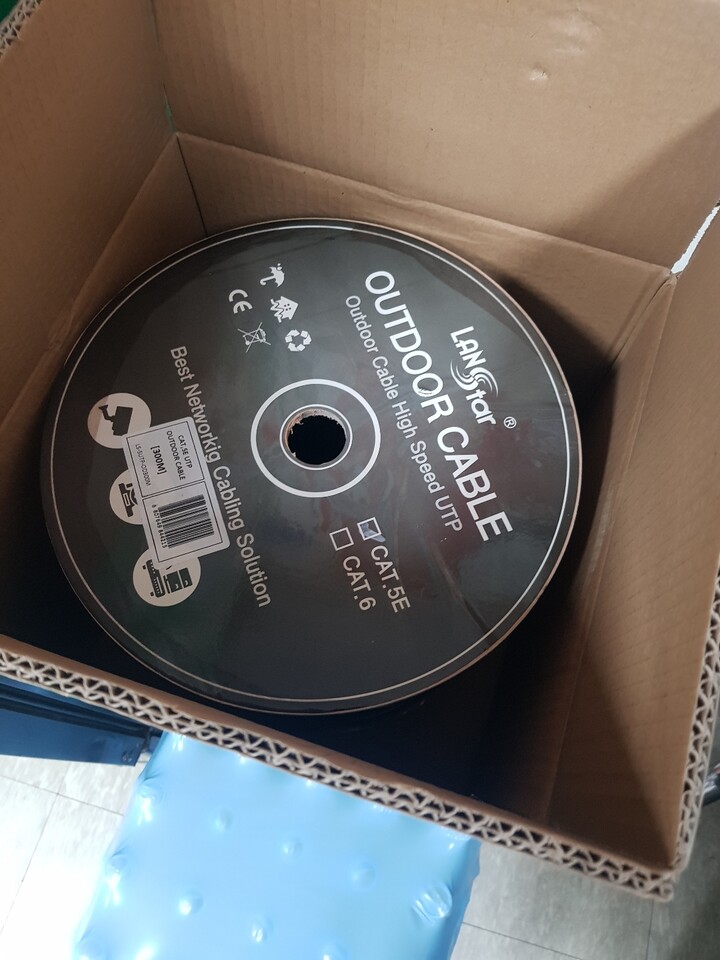 LANStar®
OUTDOOR CABLE
Outdoor Cable High Speed UTP
CAT.5E
CAT.6
CE
Best Networkig Cabling Solution
CAT.5E UTP
OUTDOOR CABLE
[300M]